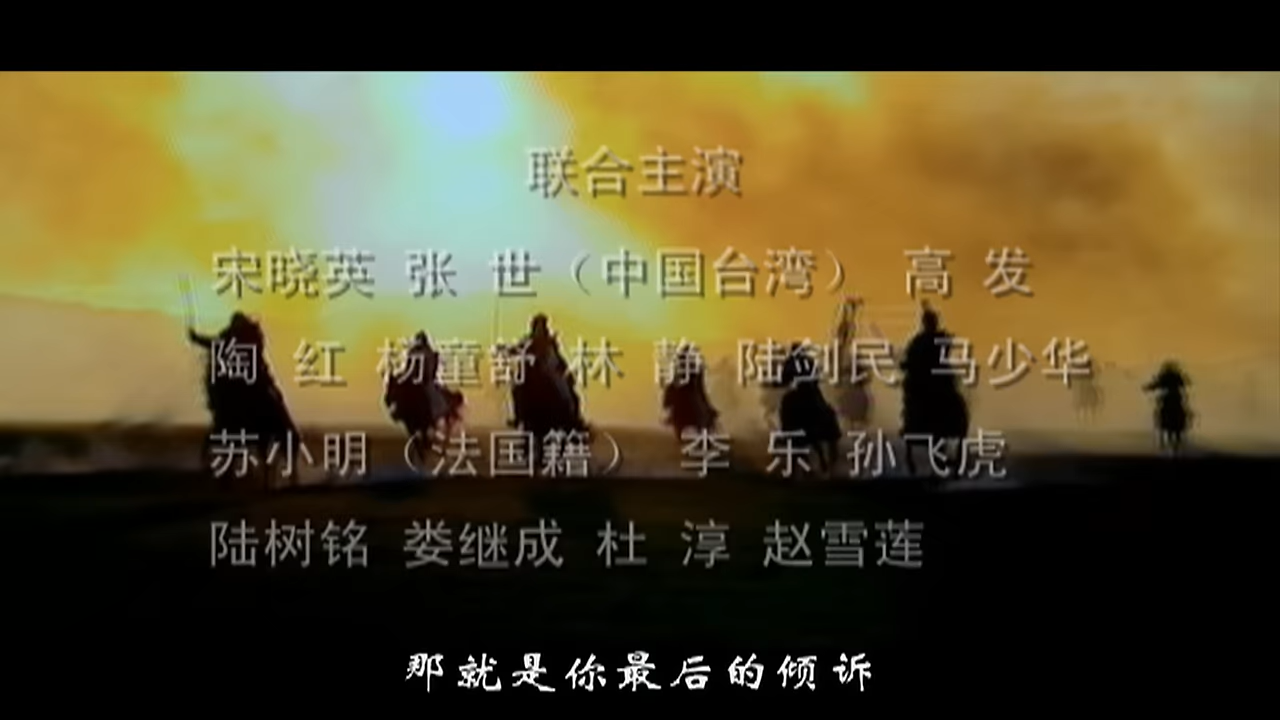 联合主演
宋晓英 张 世（中国台湾） 高 发
陶 红 杨童舒 林 静 陆剑民 马少华
苏小明（法国籍） 李 乐 孙飞虎
陆树铭 娄继成 杜 淳 赵雪莲
那就是你最后的倾诉